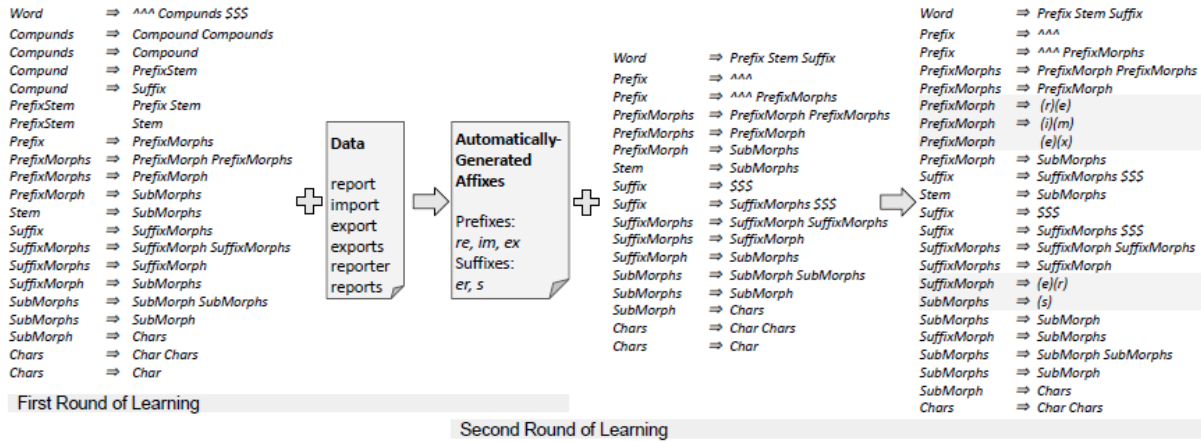 Word ⇒ ^^^ Compunds $$$
Compunds ⇒ Compound Compounds
Compunds ⇒ Compound
Compund ⇒ PrefixStem
Compund ⇒ Suffix
PrefixStem Prefix Stem
PrefixStem Stem
Prefix ⇒ PrefixMorphs
PrefixMorphs ⇒ PrefixMorph PrefixMorphs
PrefixMorphs ⇒ PrefixMorph
PrefixMorph ⇒ SubMorphs
Stem ⇒ SubMorphs
Suffix ⇒ SuffixMorphs
SuffixMorphs ⇒ SuffixMorph SuffixMorphs
SuffixMorphs ⇒ SuffixMorph
SuffixMorph ⇒ SubMorphs
SubMorphs ⇒ SubMorph SubMorphs
SubMorphs ⇒ SubMorph
SubMorph ⇒ Chars
Chars ⇒ Char Chars
Chars ⇒ Char
First Round of Learning
Data
report
import
export
exports
reporter
reports
Automatically-
Generated
Affixes
Prefixes:
re, im, ex
Suffixes:
er, s
Word ⇒ Prefix Stem Suffix
Prefix ⇒ ^^^
Prefix ⇒ ^^^ PrefixMorphs
PrefixMorphs ⇒ PrefixMorph PrefixMorphs
PrefixMorphs ⇒ PrefixMorph
PrefixMorph ⇒ SubMorphs
Stem ⇒ SubMorphs
Suffix ⇒ $$$
Suffix ⇒ SuffixMorphs $$$
SuffixMorphs ⇒ SuffixMorph SuffixMorphs
SuffixMorphs ⇒ SuffixMorph
SuffixMorph ⇒ SubMorphs
SubMorphs ⇒ SubMorph SubMorphs
SubMorphs ⇒ SubMorph
SubMorph ⇒ Chars
Chars ⇒ Char Chars
Chars ⇒ Char
Word ⇒ Prefix Stem Suffix
Prefix ⇒ ^^^
Prefix ⇒ ^^^ PrefixMorphs
PrefixMorphs ⇒ PrefixMorph PrefixMorphs
PrefixMorphs ⇒ PrefixMorph
PrefixMorph ⇒ (r)(e)
PrefixMorph ⇒ (i)(m)
PrefixMorph (e)(x)
PrefixMorph ⇒ SubMorphs
Suffix ⇒ SuffixMorphs $$$
Stem ⇒ SubMorphs
Suffix ⇒ $$$
Suffix ⇒ SuffixMorphs $$$
SuffixMorphs ⇒ SuffixMorph SuffixMorphs
SuffixMorphs ⇒ SuffixMorph
SuffixMorph ⇒ (e)(r)
SubMorphs ⇒ (s)
SubMorphs ⇒ SubMorph
SuffixMorph ⇒ SubMorphs
SubMorphs ⇒ SubMorph SubMorphs
SubMorphs ⇒ SubMorph
SubMorph ⇒ Chars
Chars ⇒ Char Chars
Second Round of Learning